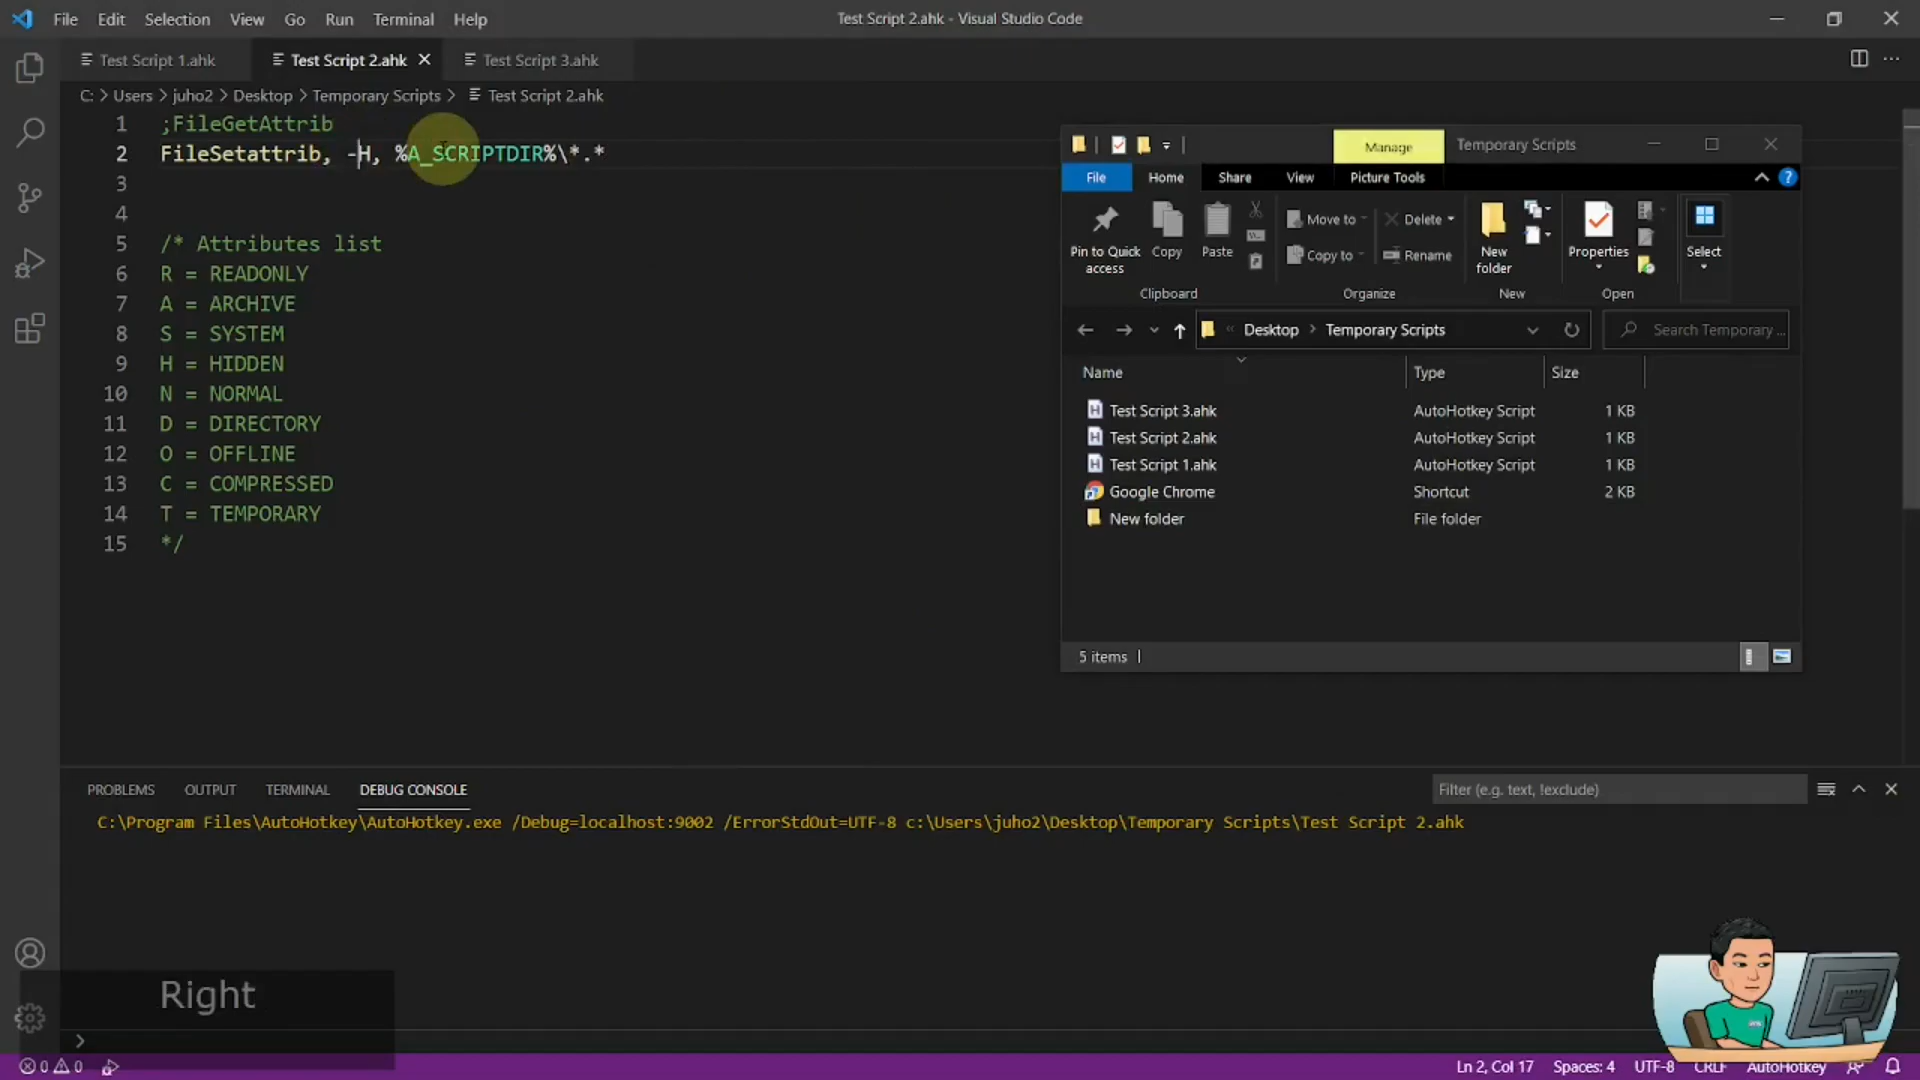 File Edit Selection View Go Run Terminal Help
Test Script 2.ahk - Visual Studio Code
Test Script 1.ahk
Test Script 2.ahk
Test Script 3.ahk
C: > Users > juho2 > Desktop > Temporary Scripts > Test Script 2.ahk
1 ;FileGetAttrib
2 FileSetattrib, -H, %A_SCRIPTDIR%\*.*
3
4
5 /* Attributes list
6 R = READONLY
7 A = ARCHIVE
8 S = SYSTEM
9 H = HIDDEN
10 N = NORMAL
11 D = DIRECTORY
12 O = OFFLINE
13 C = COMPRESSED
14 T = TEMPORARY
15 */
Manage Temporary Scripts
File Home Share View Picture Tools
Pin to Quick access
Copy
Paste
Move to
Copy to
Delete
Rename
New folder
Properties
Select
Clipboard Organize New Open
Desktop > Temporary Scripts
Search Temporary ...
Name Type Size
Test Script 3.ahk AutoHotkey Script 1 KB
Test Script 2.ahk AutoHotkey Script 1 KB
Test Script 1.ahk AutoHotkey Script 1 KB
Google Chrome Shortcut 2 KB
New folder File folder
5 items
PROBLEMS OUTPUT TERMINAL DEBUG CONSOLE
Filter (e.g. text, !exclude)
C:\Program Files\AutoHotkey\AutoHotkey.exe /Debug=localhost:9002 /ErrorStdOut=UTF-8 c:\Users\juho2\Desktop\Temporary Scripts\Test Script 2.ahk
Right
0 0
Ln 2, Col 17 Spaces: 4 UTF-8 CRLF AutoHotkey